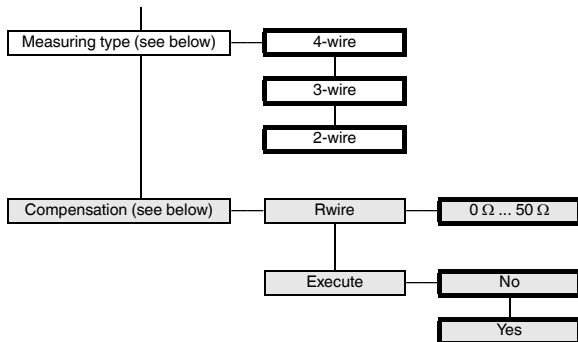 Measuring type (see below)
4-wire
3-wire
2-wire
Compensation (see below)
Rwire
0 Ω ... 50 Ω
Execute
No
Yes